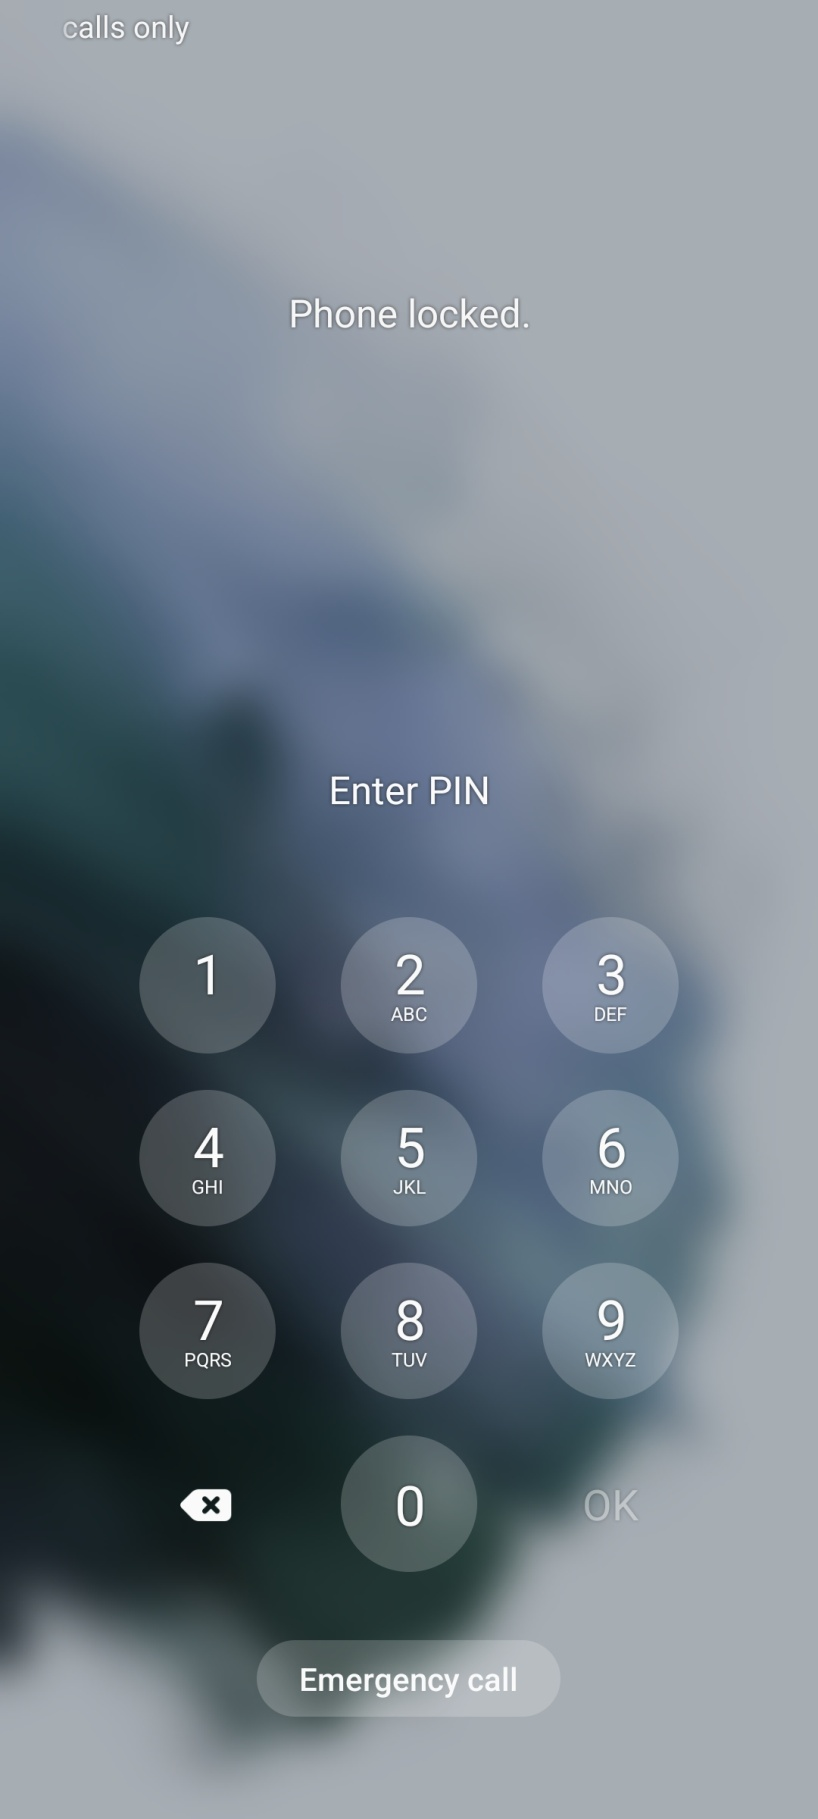 calls only
Phone locked.
Enter PIN
1
2
ABC
3
DEF
4
GHI
5
JKL
6
MNO
7
PQRS
8
TUV
9
WXYZ
0
OK
Emergency call